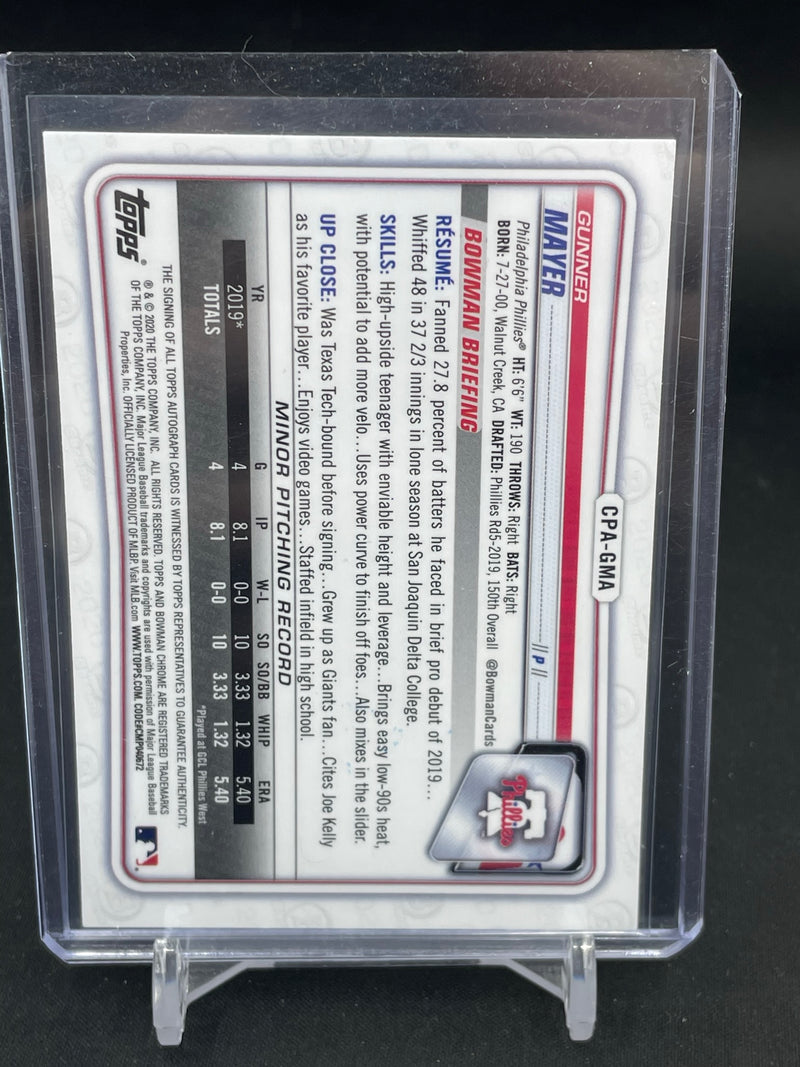 CPA-GMA
GUNNER
MAYER
|| P ||
Philadelphia Phillies® HT: 6'6" WT: 190 THROWS: Right BATS: Right
BORN: 7-27-00, Walnut Creek, CA DRAFTED: Phillies Rd5-2019, 150th Overall @BowmanCards
Phillies
BOWMAN BRIEFING
RÉSUMÉ: Fanned 27.8 percent of batters he faced in brief pro debut of 2019...
Whiffed 48 in 37 2/3 innings in lone season at San Joaquin Delta College.
SKILLS: High-upside teenager with enviable height and leverage...Brings easy low-90s heat,
with potential to add more velo...Uses power curve to finish off foes...Also mixes in the slider.
UP CLOSE: Was Texas Tech-bound before signing...Grew up as Giants fan...Cites Joe Kelly
as his favorite player...Enjoys video games...Staffed infield in high school.
MINOR PITCHING RECORD
YR G IP W-L SO SO/BB WHIP ERA
2019* 4 8.1 0-0 10 3.33 1.32 5.40
TOTALS 4 8.1 0-0 10 3.33 1.32 5.40
*Played at GCL Phillies West
topps®
THE SIGNING OF ALL TOPPS AUTOGRAPH CARDS IS WITNESSED BY TOPPS REPRESENTATIVES TO GUARANTEE AUTHENTICITY.
® & © 2020 THE TOPPS COMPANY, INC. ALL RIGHTS RESERVED. TOPPS AND BOWMAN CHROME ARE REGISTERED TRADEMARKS
OF THE TOPPS COMPANY, INC. Major League Baseball trademarks and copyrights are used with permission of Major League Baseball
Properties, Inc. OFFICIALLY LICENSED PRODUCT OF MLBP. Visit MLB.com WWW.TOPPS.COM. CODE#CMP040672